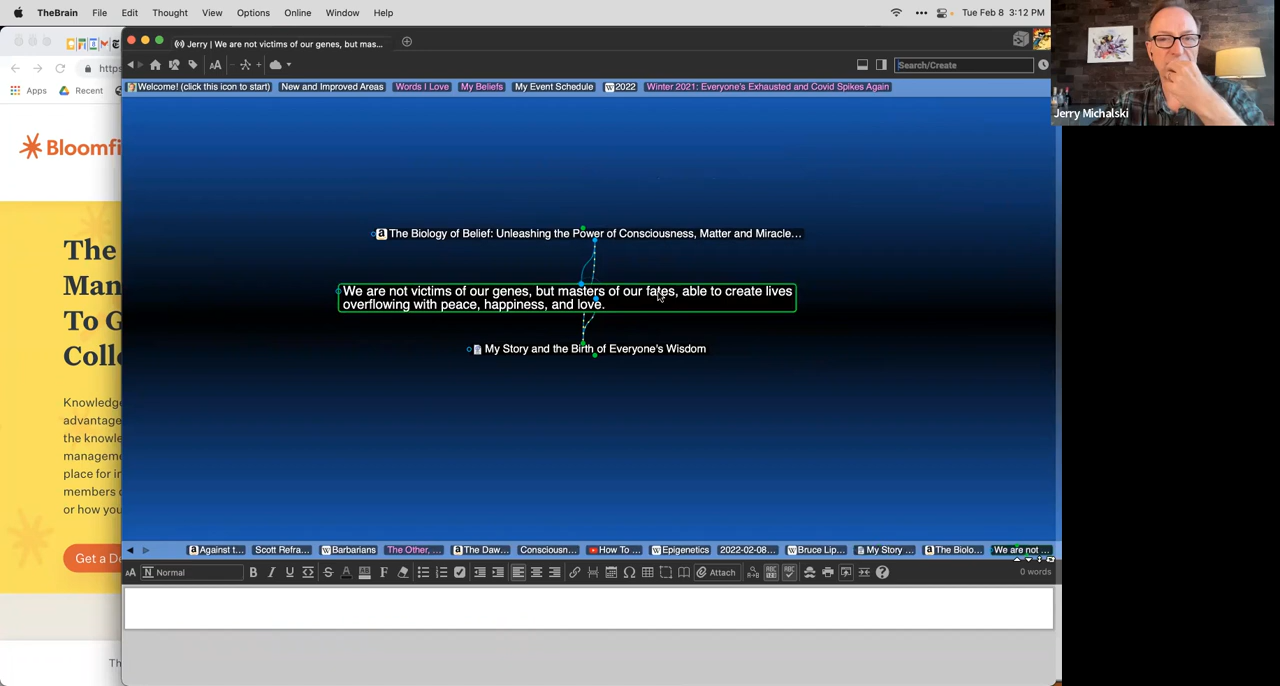 TheBrain File Edit Thought View Options Online Window Help
Tue Feb 8 3:12 PM
Jerry | We are not victims of our genes, but mas...
https
Search/Create
Apps Recent
Welcome! (click this icon to start) New and Improved Areas Words I Love My Beliefs My Event Schedule 2022 Winter 2021: Everyone's Exhausted and Covid Spikes Again
Jerry Michalski
Bloomfi
The Biology of Belief: Unleashing the Power of Consciousness, Matter and Miracle...
We are not victims of our genes, but masters of our fates, able to create lives
overflowing with peace, happiness, and love.
My Story and the Birth of Everyone's Wisdom
The
Man
To G
Colle
Knowledge
advantage
the knowle
manageme
place for in
members c
or how you
Get a De
Against t... Scott Refra... Barbarians The Other, ... The Daw... Consciousn... How To ... Epigenetics 2022-02-08... Bruce Lip... My Story ... The Biolo... We are not ...
Normal B I U S A F Attach
0 words
Th